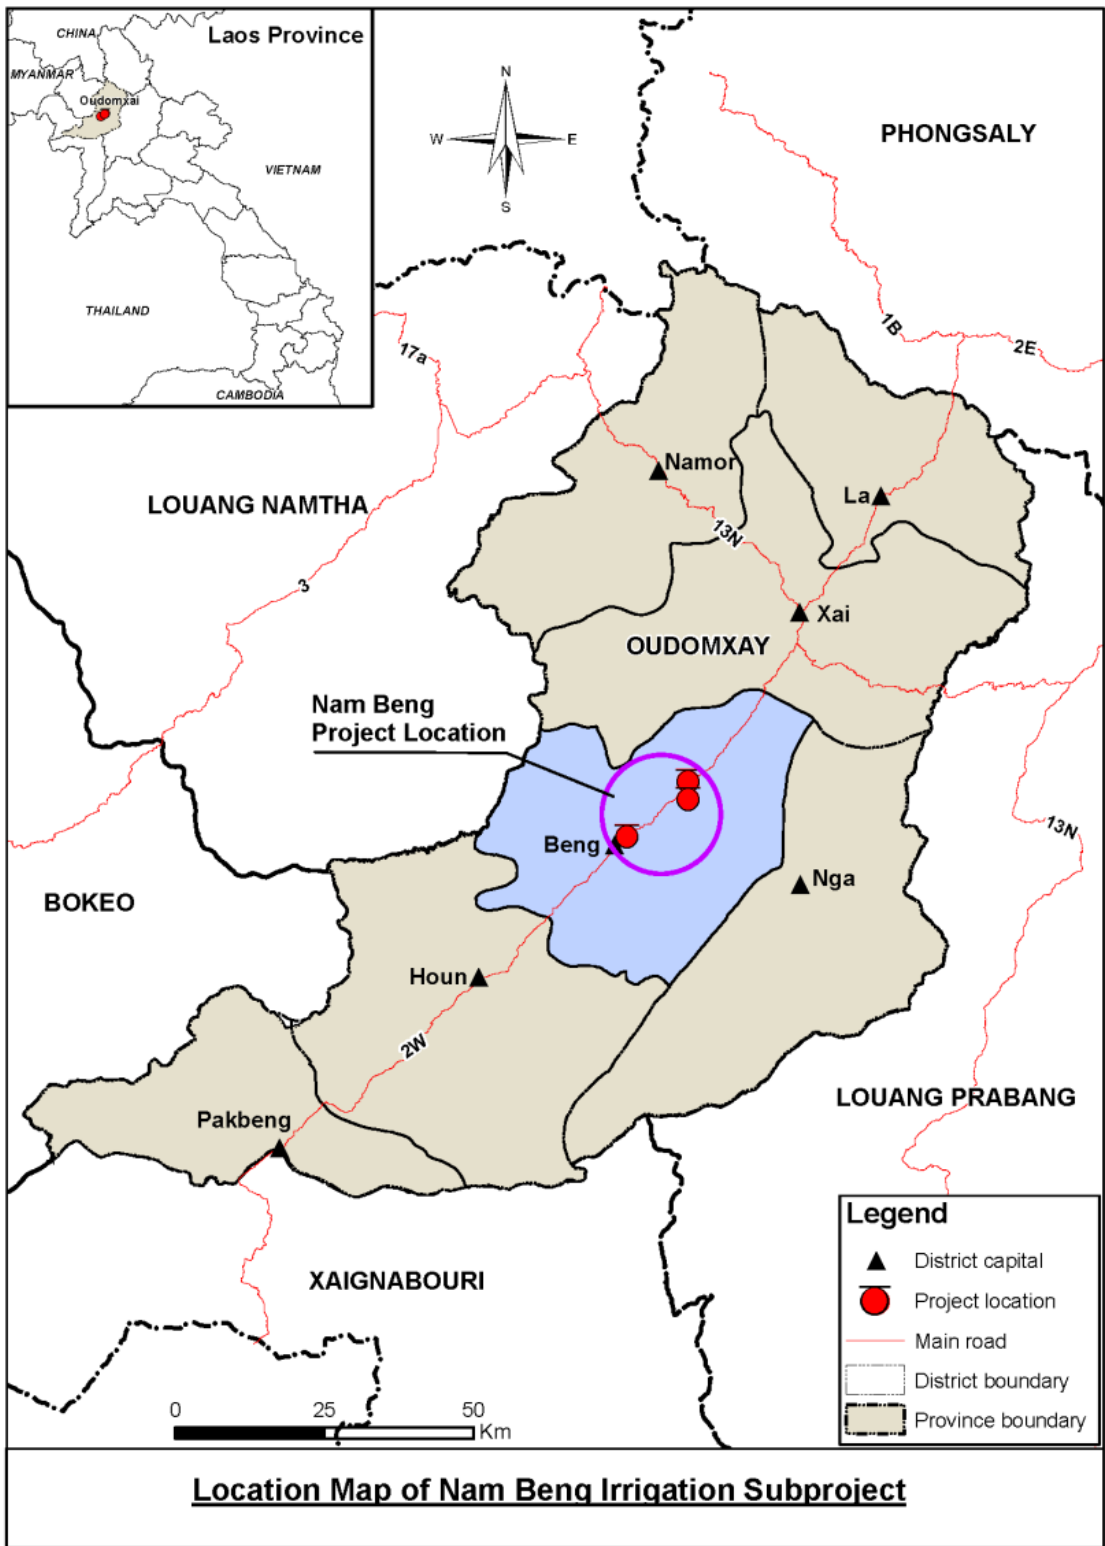 Laos Province
CHINA
MYANMAR
Oudomxai
VIETNAM
THAILAND
CAMBODIA
N
W
E
S
PHONGSALY
1B
2E
17a
Namor
La
LOUANG NAMTHA
13N
3
Xai
OUDOMXAY
Nam Beng
Project Location
13N
Beng
Nga
BOKEO
Houn
2W
LOUANG PRABANG
Pakbeng
XAIGNABOURI
Legend
District capital
Project location
Main road
District boundary
Province boundary
0 25 50
Km
Location Map of Nam Beng Irrigation Subproject